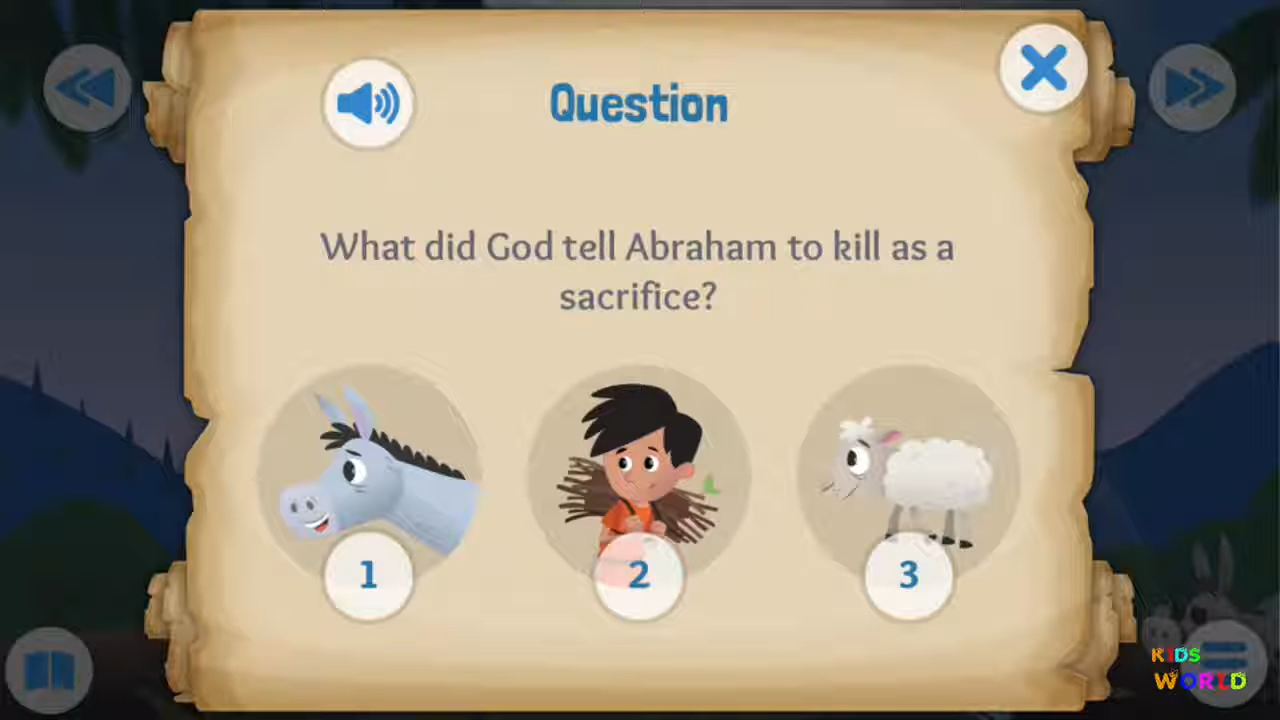 Question
What did God tell Abraham to kill as a
sacrifice?
1
2
3
KIDS
WORLD